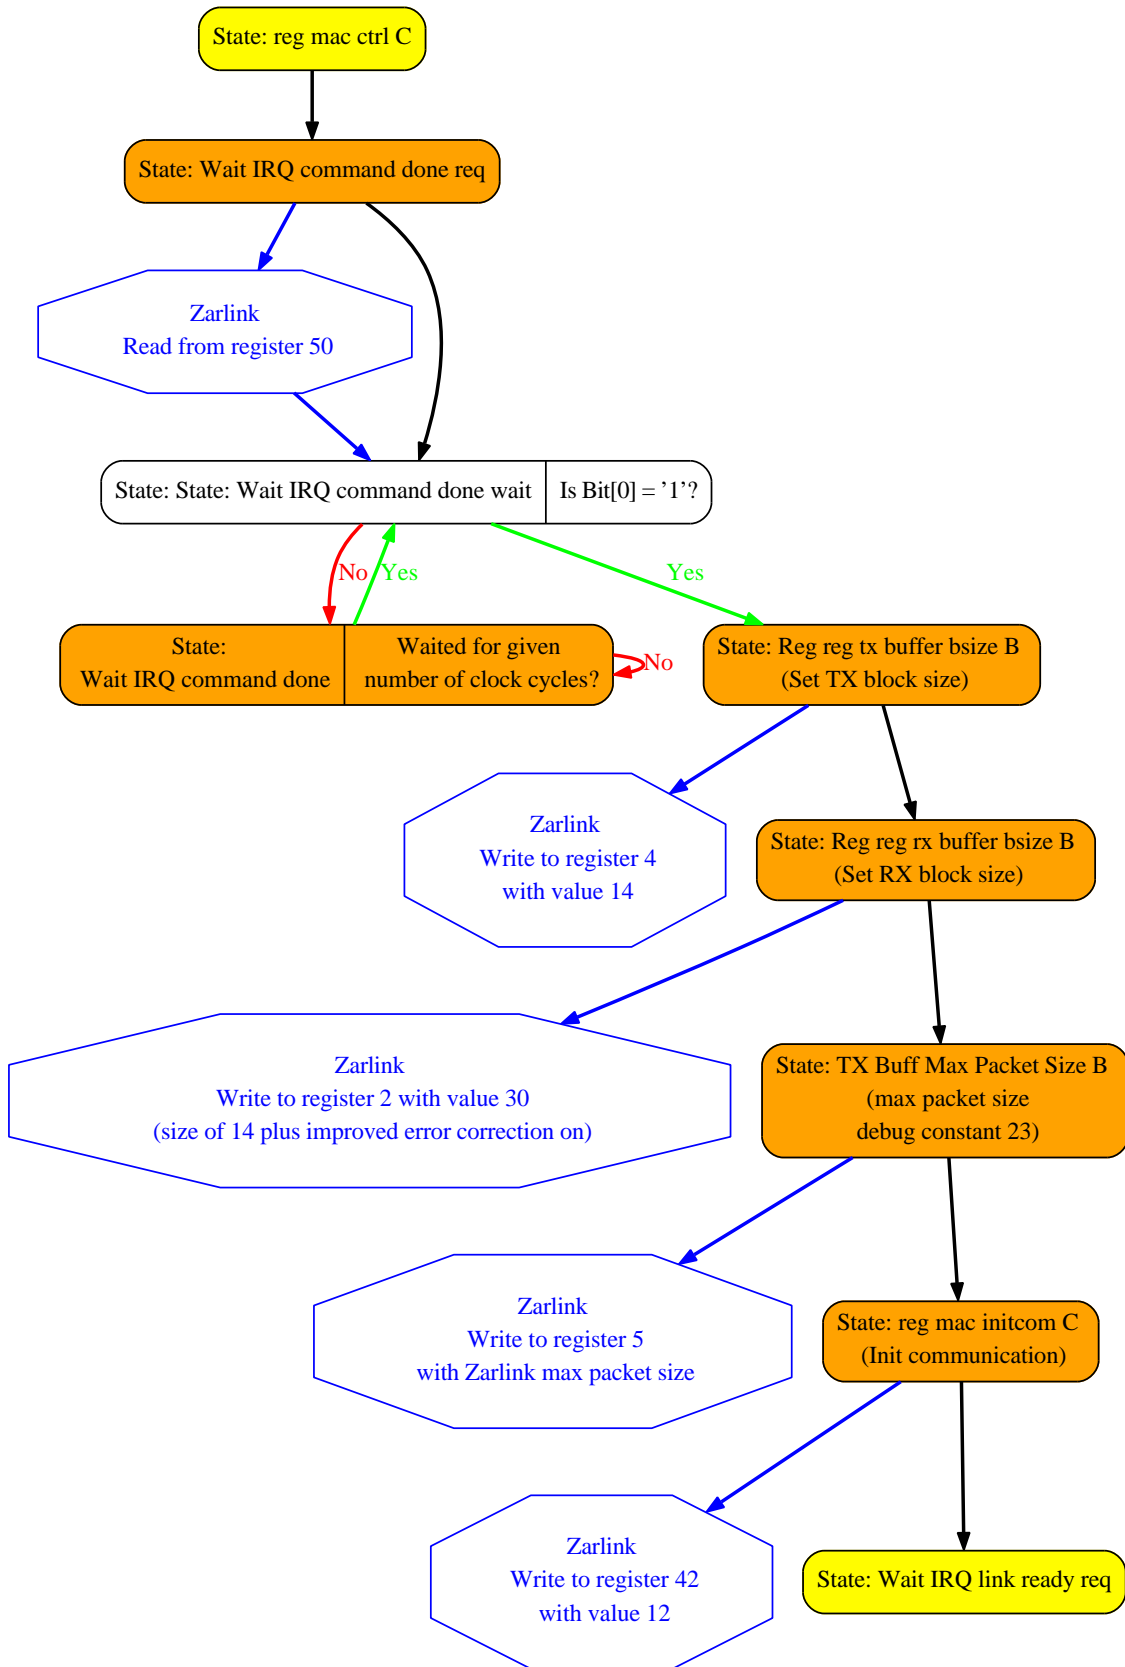 State: reg mac ctrl C
State: Wait IRQ command done req
Zarlink
Read from register 50
State: State: Wait IRQ command done wait
Is Bit[0] = ’1’?
No
Yes
Yes
State:
Wait IRQ command done
Waited for given
number of clock cycles?
No
State: Reg reg tx buffer bsize B
(Set TX block size)
Zarlink
Write to register 4
with value 14
State: Reg reg rx buffer bsize B
(Set RX block size)
Zarlink
Write to register 2 with value 30
(size of 14 plus improved error correction on)
State: TX Buff Max Packet Size B
(max packet size
debug constant 23)
Zarlink
Write to register 5
with Zarlink max packet size
State: reg mac initcom C
(Init communication)
Zarlink
Write to register 42
with value 12
State: Wait IRQ link ready req